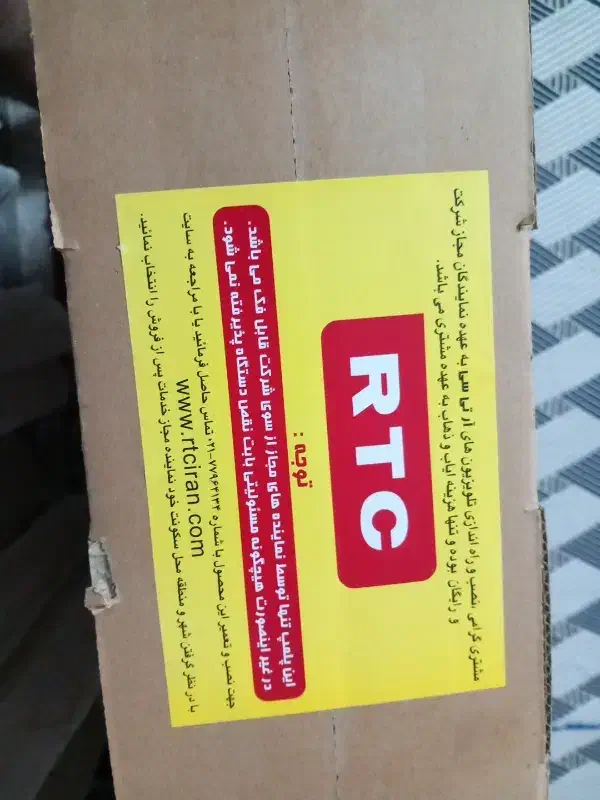 مشتری گرامی ,نصب و راه اندازی تلویزیون های آر تی سی به عهده نمایندگان مجاز شرکت
و رایگان بوده و تنها هزینه ایاب و ذهاب به عهده مشتری می باشد.
RTC
توجه :
این پلمپ تنها توسط نماینده های مجاز از سوی شرکت قابل فک می باشد.
در غیر اینصورت هیچگونه مسئولیتی بابت نقص دستگاه پذیرفته نمی شود.
جهت نصب و تعمیر این محصول با شماره ۷۷۹۶۴۱۳۴-۰۲۱ تماس حاصل فرمائید یا با مراجعه به سایت
www.rtciran.com
با در نظر گرفتن شهر و منطقه محل سکونت خود نماینده مجاز خدمات پس از فروش را انتخاب نمائید.